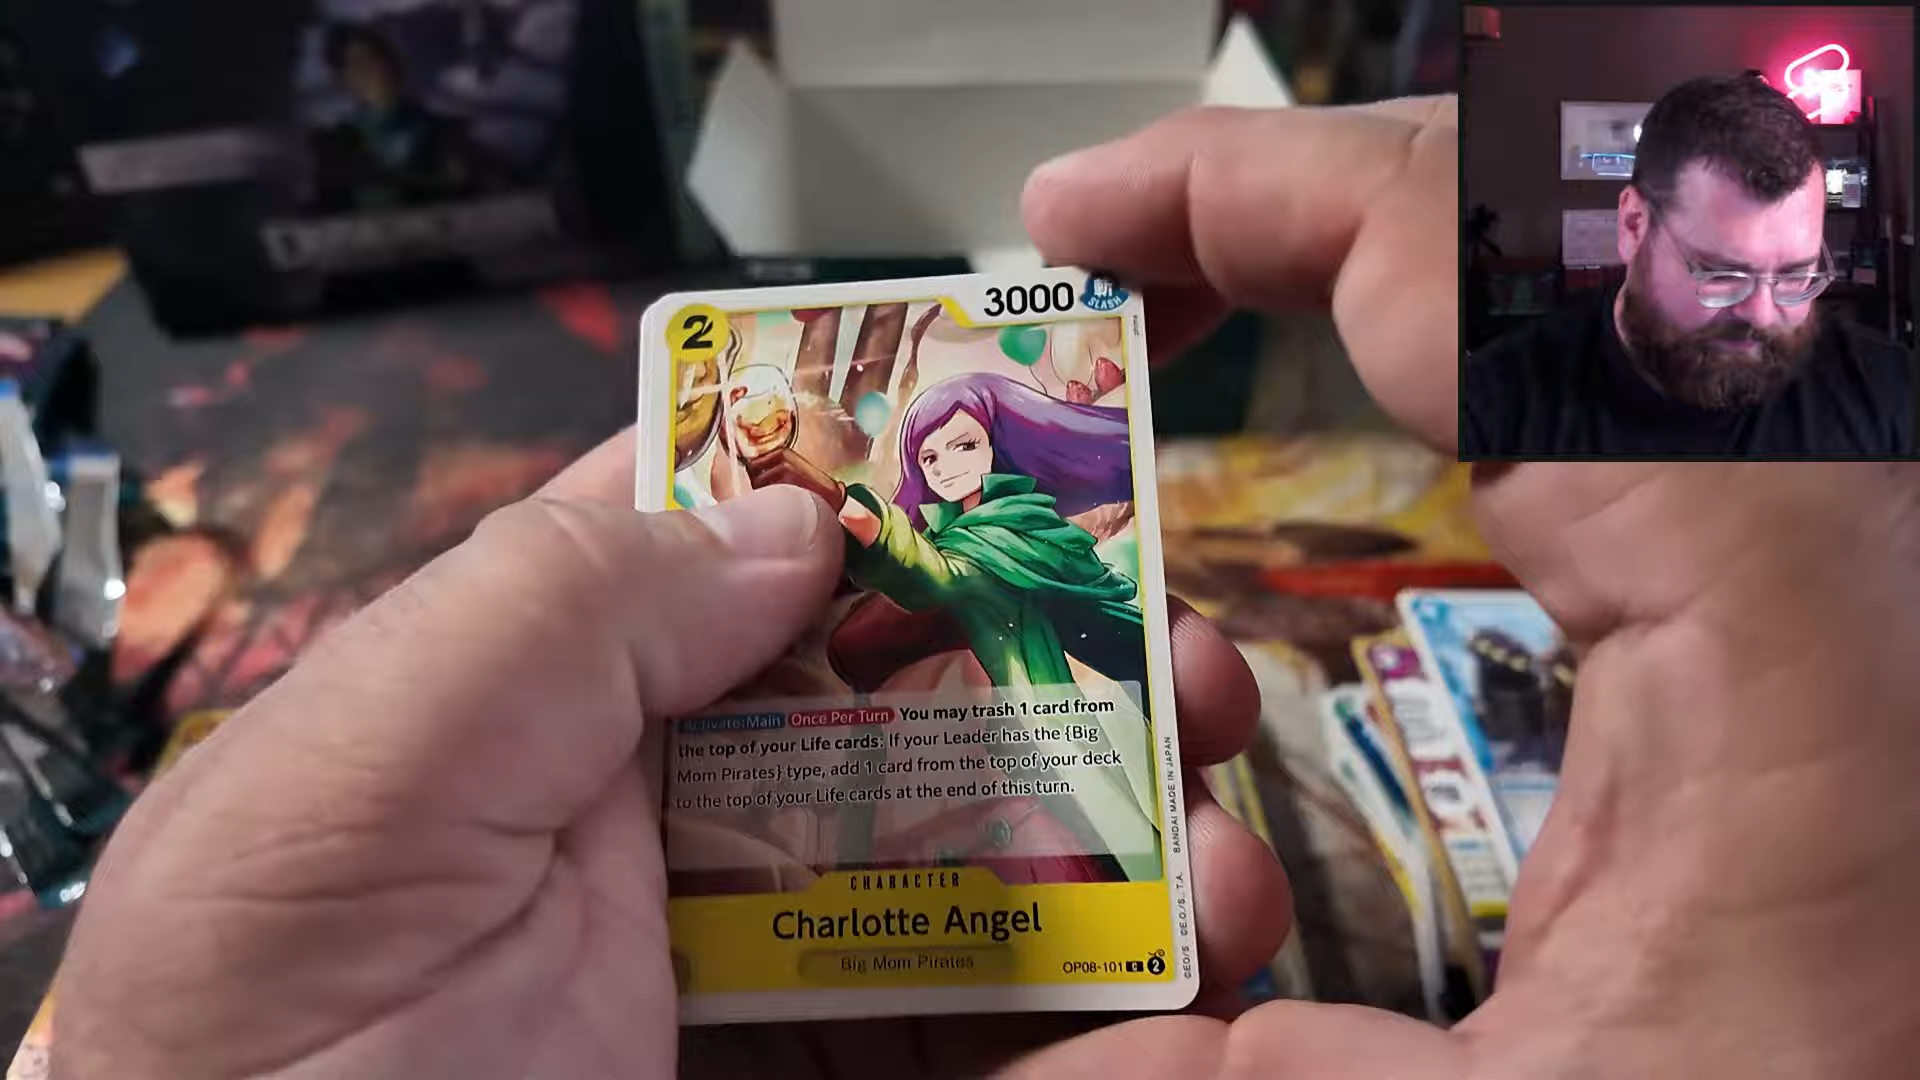 2
3000
斬
SLASH
Activate:Main Once Per Turn You may trash 1 card from
the top of your Life cards: If your Leader has the {Big
Mom Pirates} type, add 1 card from the top of your deck
to the top of your Life cards at the end of this turn.
CHARACTER
Charlotte Angel
Big Mom Pirates
OP08-101 C 2
©E.O./S., T.A. BANDAI MADE IN JAPAN